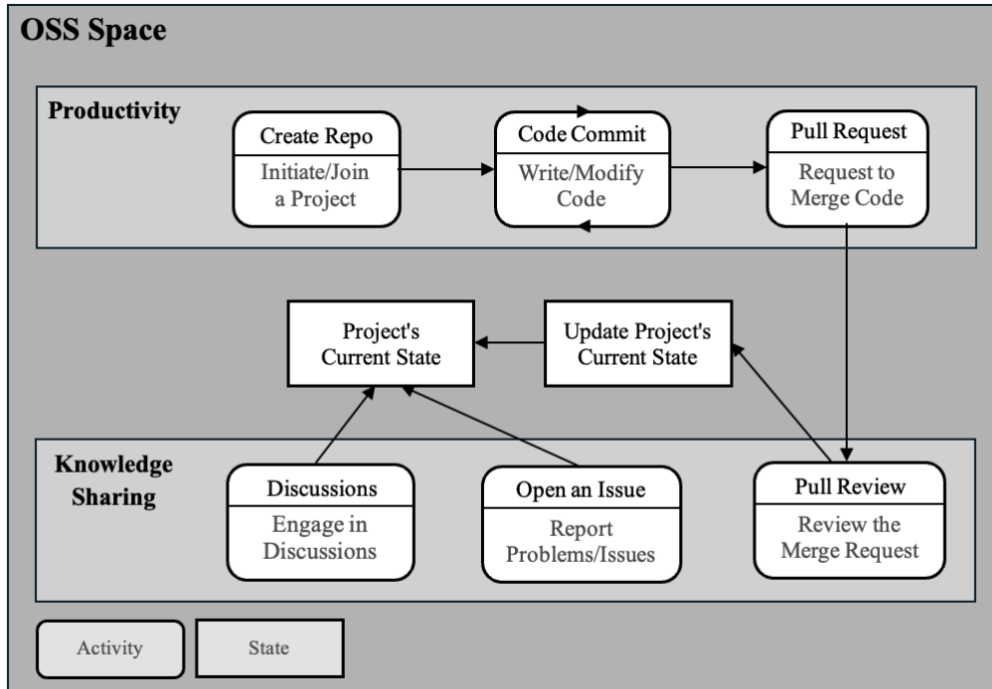 OSS Space
Productivity
Create Repo
Initiate/Join
a Project
Code Commit
Write/Modify
Code
Pull Request
Request to
Merge Code
Project's
Current State
Update Project's
Current State
Knowledge
Sharing
Discussions
Engage in
Discussions
Open an Issue
Report
Problems/Issues
Pull Review
Review the
Merge Request
Activity
State